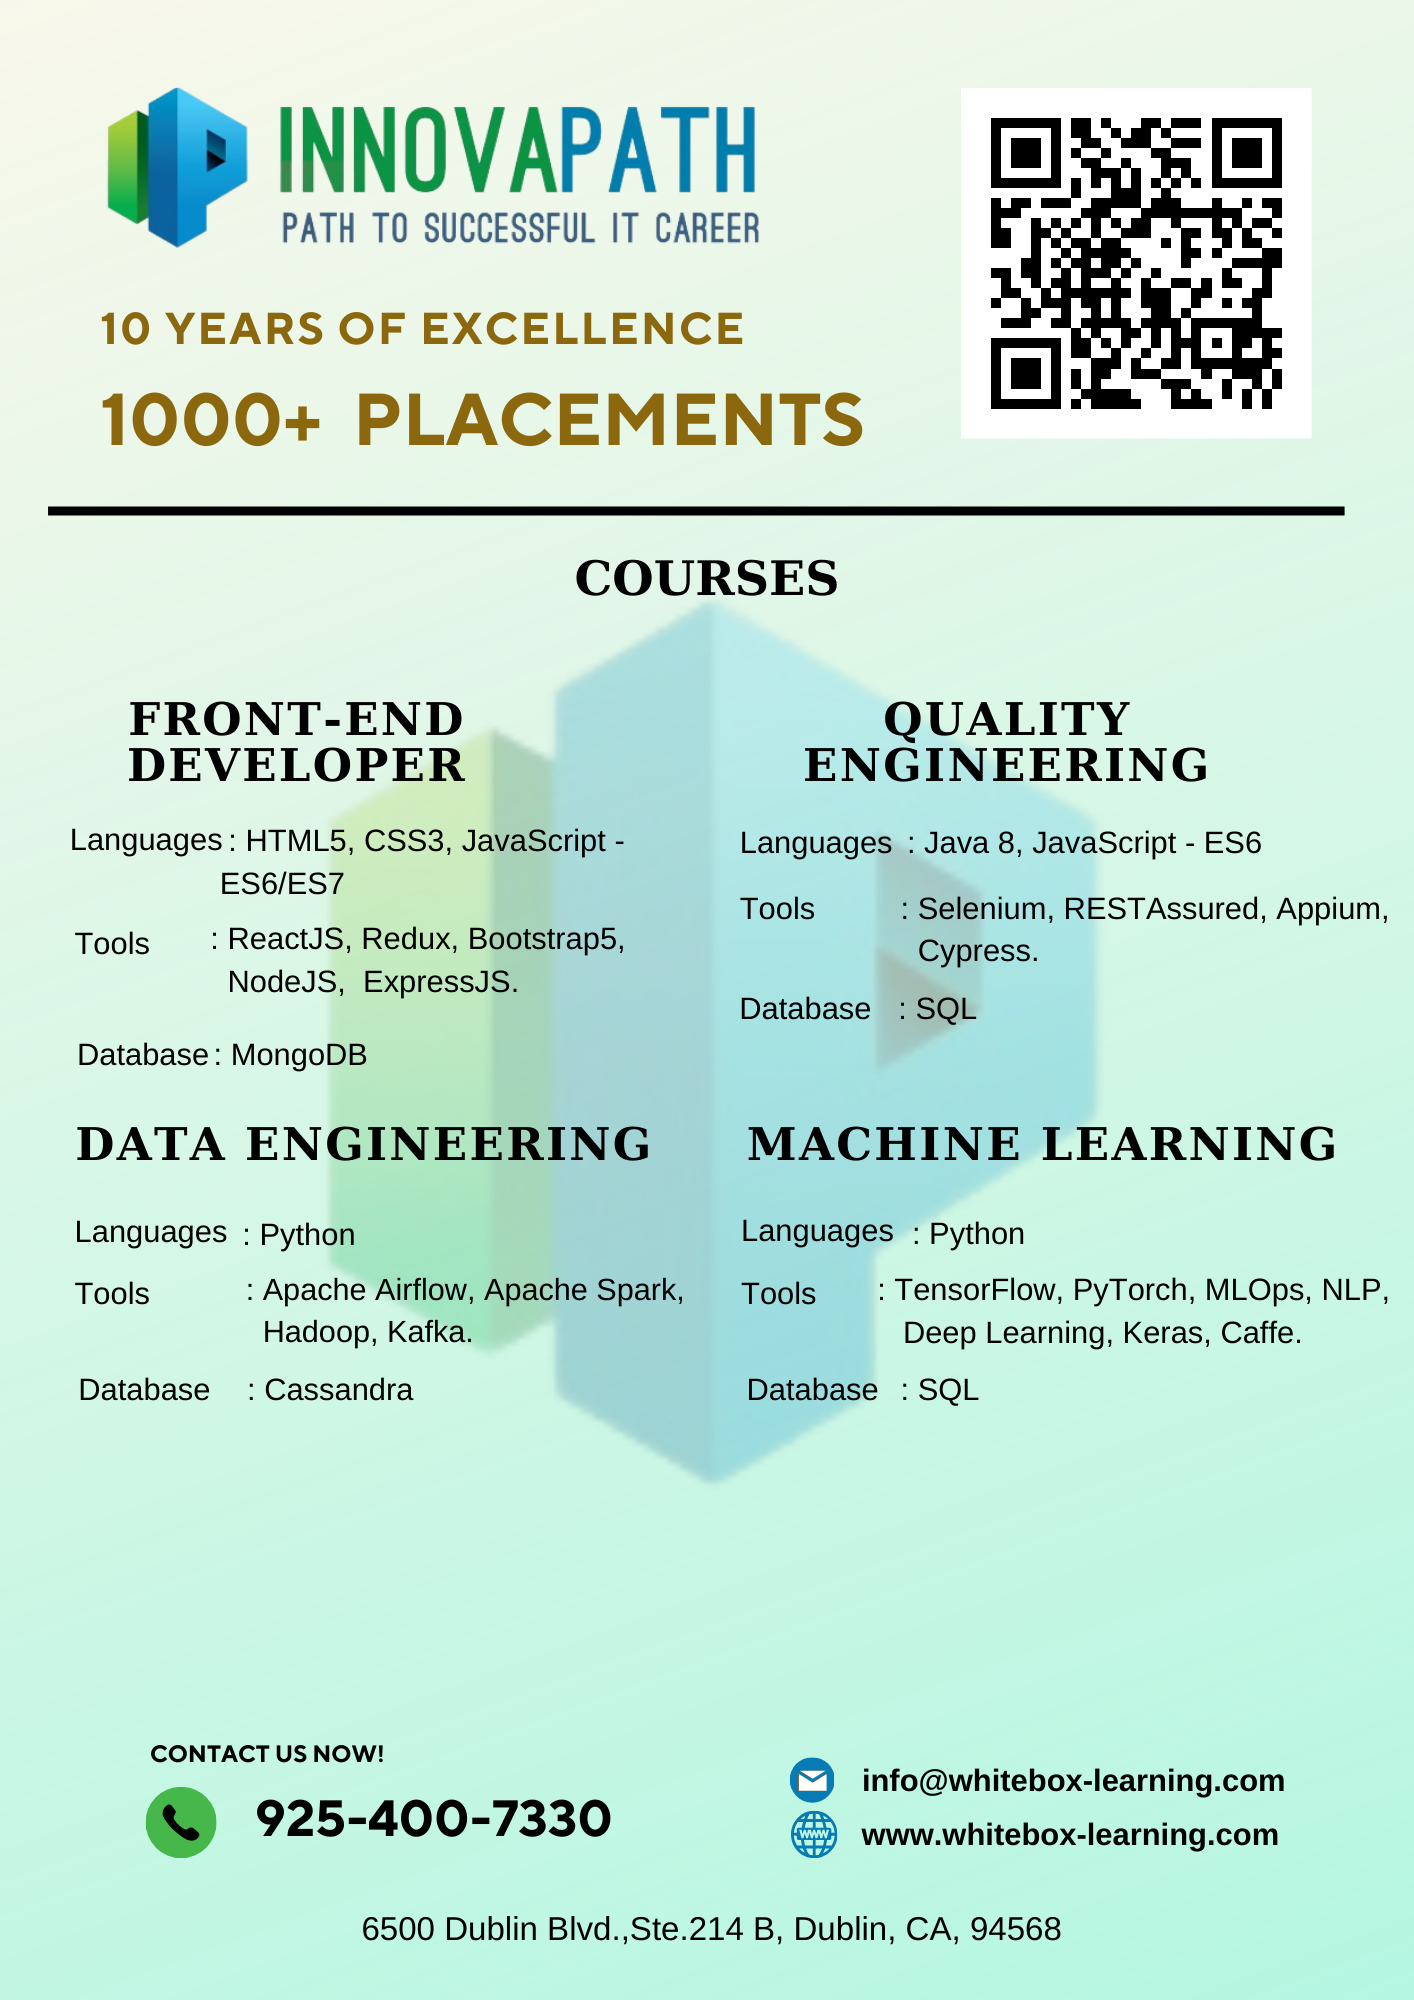 INNOVAPATH
PATH TO SUCCESSFUL IT CAREER
10 YEARS OF EXCELLENCE
1000+ PLACEMENTS
COURSES
FRONT-END
DEVELOPER
Languages : HTML5, CSS3, JavaScript -
ES6/ES7
Tools : ReactJS, Redux, Bootstrap5,
NodeJS, ExpressJS.
Database : MongoDB
QUALITY
ENGINEERING
Languages : Java 8, JavaScript - ES6
Tools : Selenium, RESTAssured, Appium,
Cypress.
Database : SQL
DATA ENGINEERING
Languages : Python
Tools : Apache Airflow, Apache Spark,
Hadoop, Kafka.
Database : Cassandra
MACHINE LEARNING
Languages : Python
Tools : TensorFlow, PyTorch, MLOps, NLP,
Deep Learning, Keras, Caffe.
Database : SQL
CONTACT US NOW!
925-400-7330
info@whitebox-learning.com
WWW
www.whitebox-learning.com
6500 Dublin Blvd.,Ste.214 B, Dublin, CA, 94568